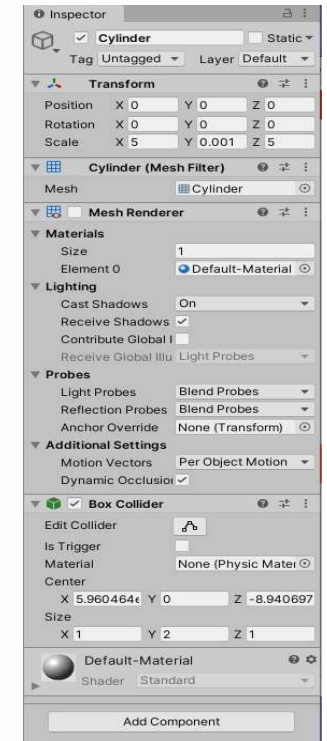 Inspector
Cylinder Static
Tag Untagged Layer Default
Transform
Position X 0 Y 0 Z 0
Rotation X 0 Y 0 Z 0
Scale X 5 Y 0.001 Z 5
Cylinder (Mesh Filter)
Mesh Cylinder
Mesh Renderer
Materials
Size 1
Element 0 Default-Material
Lighting
Cast Shadows On
Receive Shadows
Contribute Global I
Receive Global Illu Light Probes
Probes
Light Probes Blend Probes
Reflection Probes Blend Probes
Anchor Override None (Transform)
Additional Settings
Motion Vectors Per Object Motion
Dynamic Occlusion
Box Collider
Edit Collider
Is Trigger
Material None (Physic Mater
Center
X 5.960464e Y 0 Z -8.940697
Size
X 1 Y 2 Z 1
Default-Material
Shader Standard
Add Component